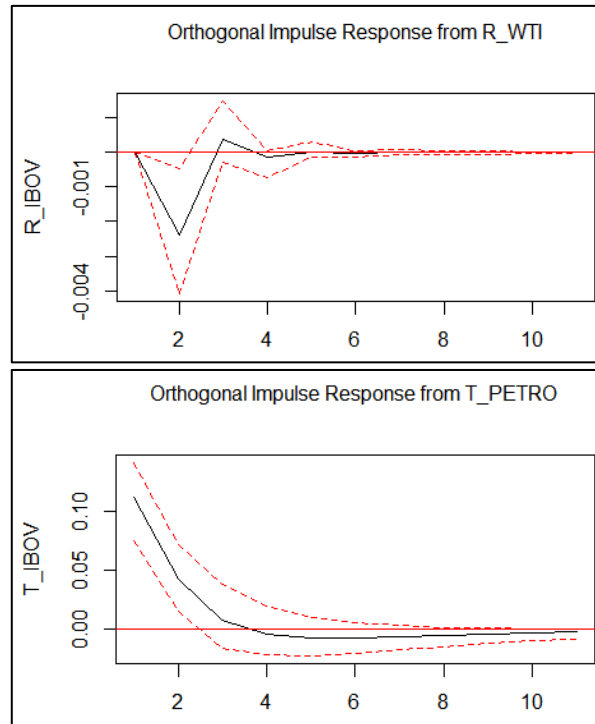 Orthogonal Impulse Response from R_WTI
R_IBOV
-0.001
-0.004
2 4 6 8 10
Orthogonal Impulse Response from T_PETRO
T_IBOV
0.10
0.05
0.00
2 4 6 8 10